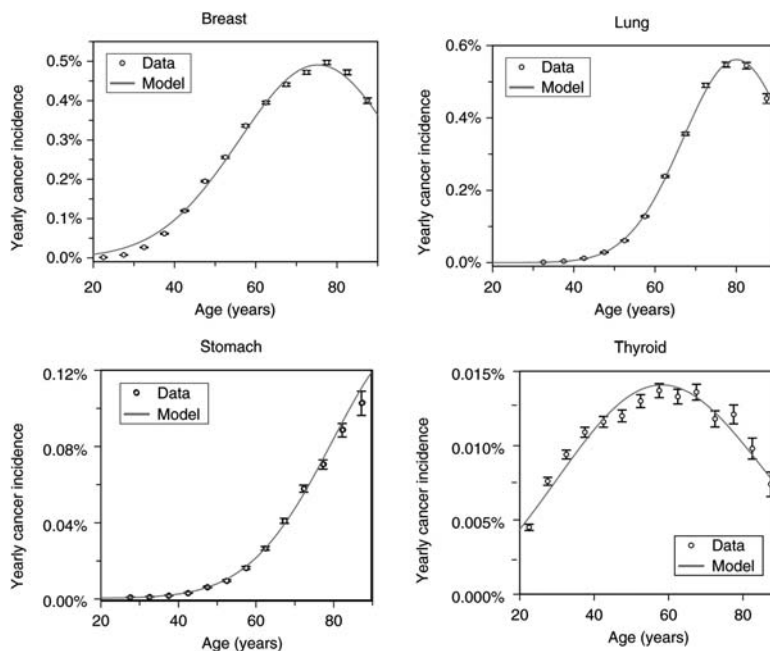 Breast
Yearly cancer incidence
0.5%
0.4%
0.3%
0.2%
0.1%
0.0%
Data
Model
20 40 60 80
Age (years)
Lung
Yearly cancer incidence
0.6%
0.4%
0.2%
0.0%
Data
Model
20 40 60 80
Age (years)
Stomach
Yearly cancer incidence
0.12%
0.08%
0.04%
0.00%
Data
Model
20 40 60 80
Age (years)
Thyroid
Yearly cancer incidence
0.015%
0.010%
0.005%
0.000%
Data
Model
20 40 60 80
Age (years)